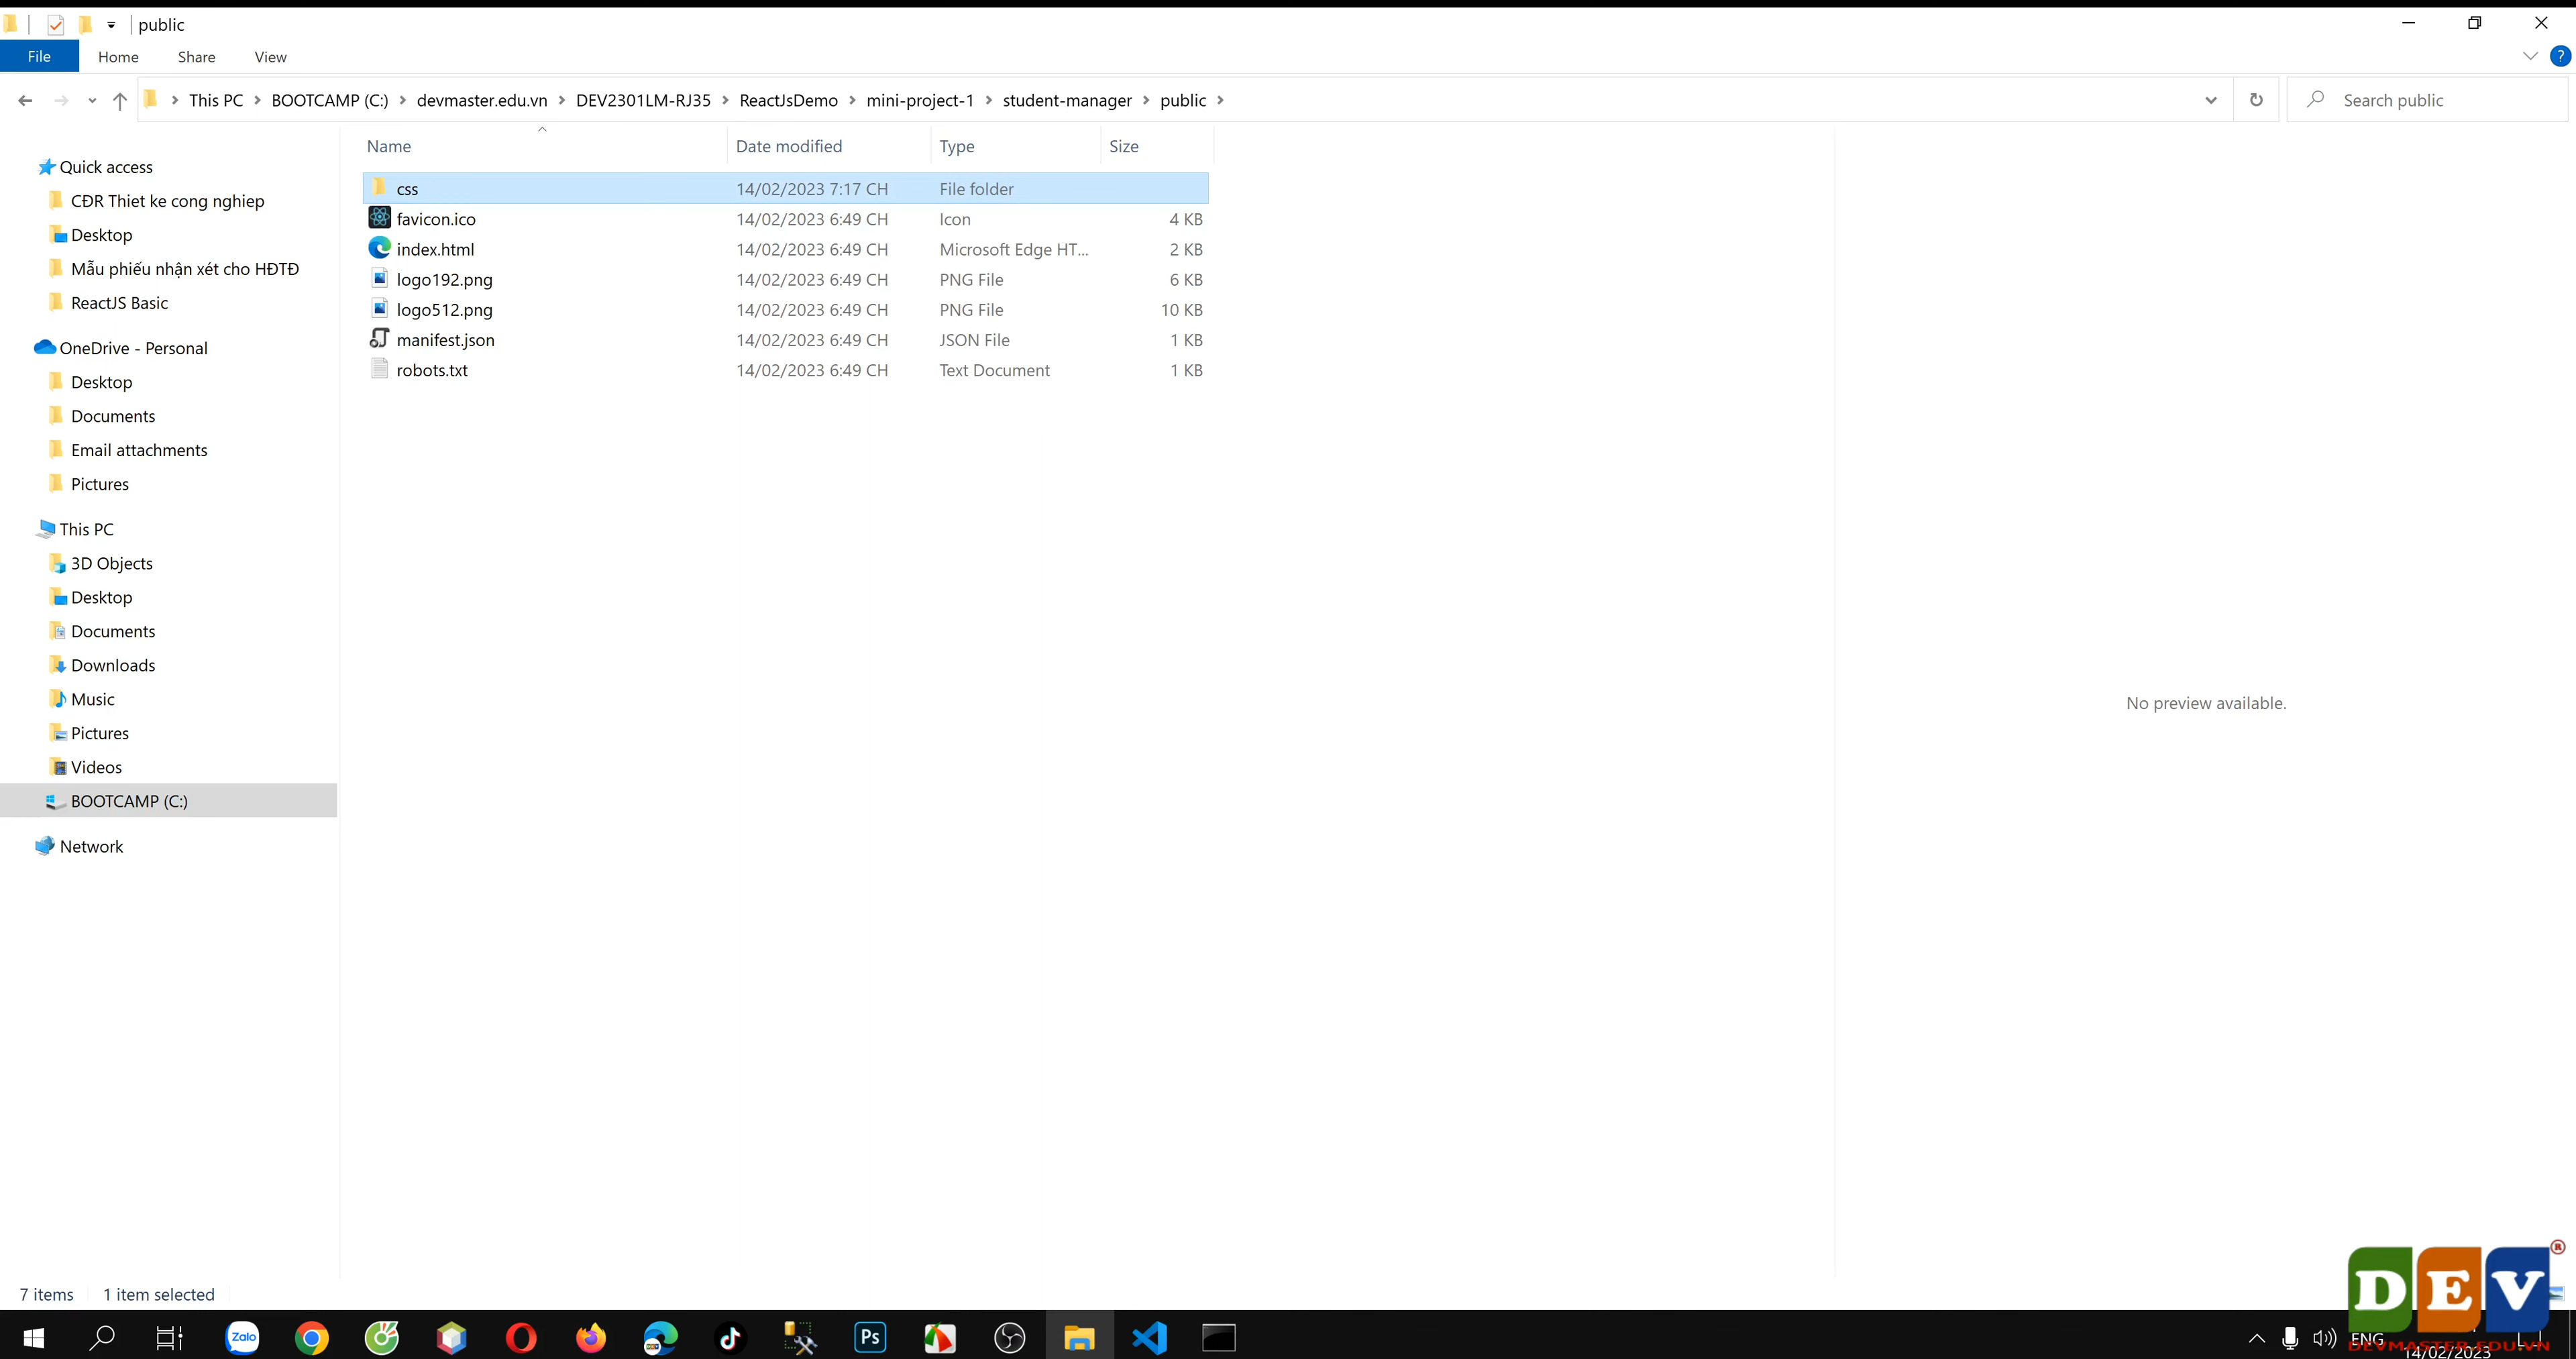 public
File Home Share View
This PC BOOTCAMP (C:) devmaster.edu.vn DEV2301LM-RJ35 ReactJsDemo mini-project-1 student-manager public
Search public
Quick access
CĐR Thiet ke cong nghiep
Desktop
Mẫu phiếu nhận xét cho HĐTĐ
ReactJS Basic
OneDrive - Personal
Desktop
Documents
Email attachments
Pictures
This PC
3D Objects
Desktop
Documents
Downloads
Music
Pictures
Videos
BOOTCAMP (C:)
Network
Name Date modified Type Size
css 14/02/2023 7:17 CH File folder
favicon.ico 14/02/2023 6:49 CH Icon 4 KB
index.html 14/02/2023 6:49 CH Microsoft Edge HT... 2 KB
logo192.png 14/02/2023 6:49 CH PNG File 6 KB
logo512.png 14/02/2023 6:49 CH PNG File 10 KB
manifest.json 14/02/2023 6:49 CH JSON File 1 KB
robots.txt 14/02/2023 6:49 CH Text Document 1 KB
No preview available.
7 items 1 item selected
Zalo
Ps
ENG
14/02/2023
DEV ®
DEVMASTER.EDU.VN